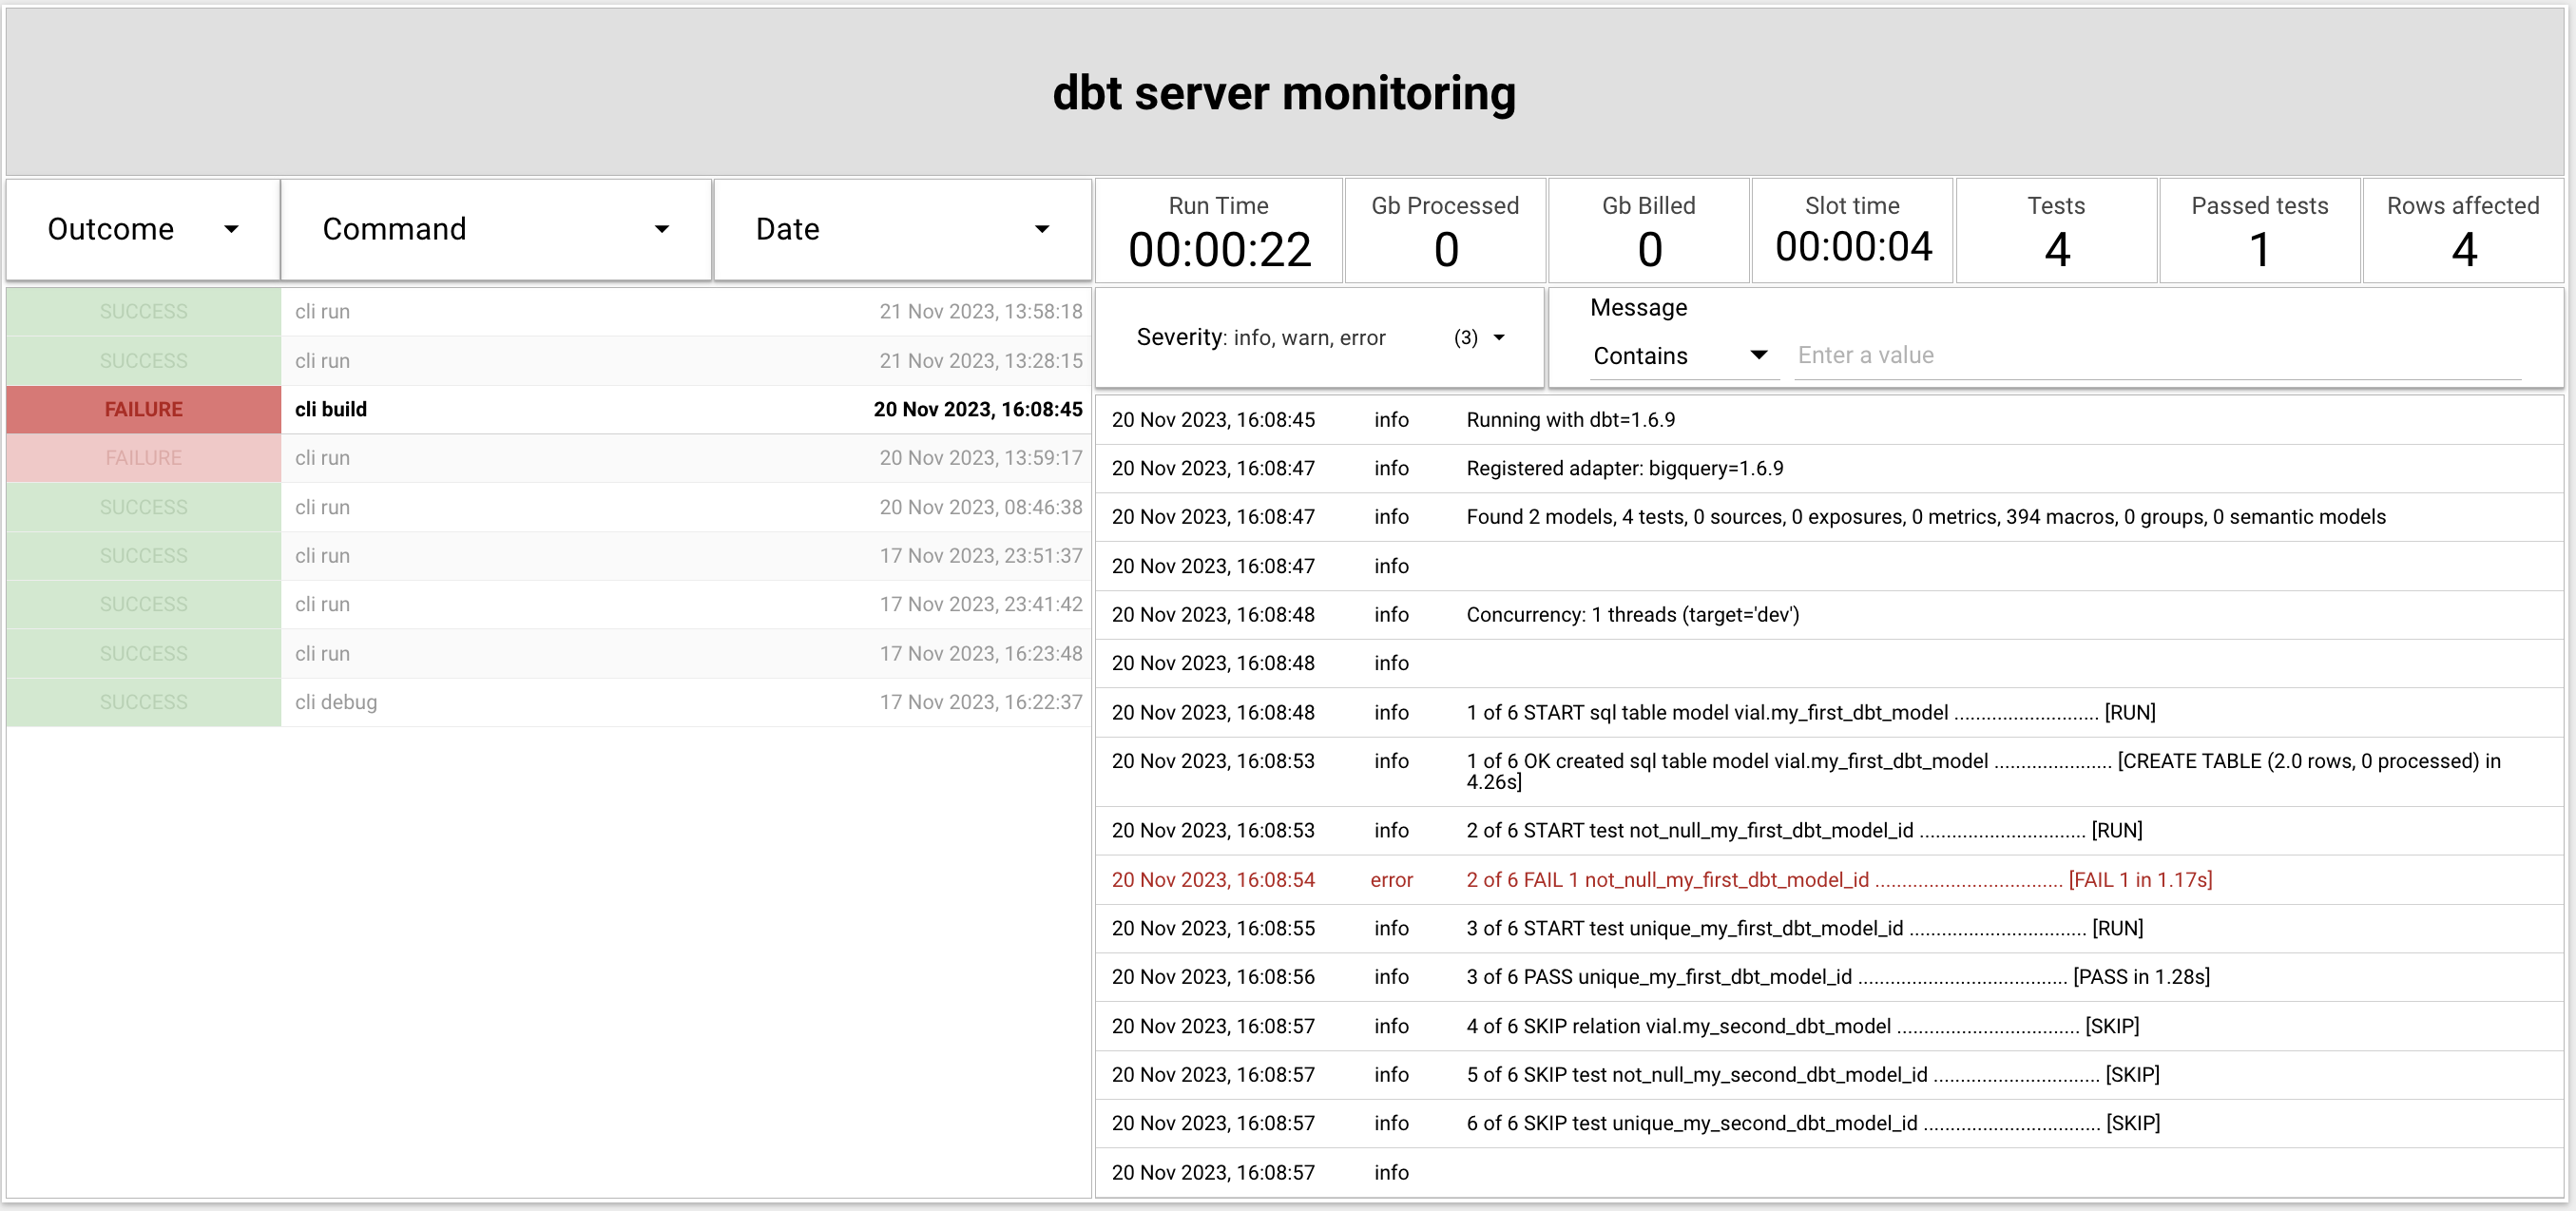 dbt server monitoring
Outcome Command Date
Run Time Gb Processed Gb Billed Slot time Tests Passed tests Rows affected
00:00:22 0 0 00:00:04 4 1 4
SUCCESS cli run 21 Nov 2023, 13:58:18
SUCCESS cli run 21 Nov 2023, 13:28:15
FAILURE cli build 20 Nov 2023, 16:08:45
FAILURE cli run 20 Nov 2023, 13:59:17
SUCCESS cli run 20 Nov 2023, 08:46:38
SUCCESS cli run 17 Nov 2023, 23:51:37
SUCCESS cli run 17 Nov 2023, 23:41:42
SUCCESS cli run 17 Nov 2023, 16:23:48
SUCCESS cli debug 17 Nov 2023, 16:22:37
Severity: info, warn, error (3)
Message
Contains Enter a value
20 Nov 2023, 16:08:45 info Running with dbt=1.6.9
20 Nov 2023, 16:08:47 info Registered adapter: bigquery=1.6.9
20 Nov 2023, 16:08:47 info Found 2 models, 4 tests, 0 sources, 0 exposures, 0 metrics, 394 macros, 0 groups, 0 semantic models
20 Nov 2023, 16:08:47 info
20 Nov 2023, 16:08:48 info Concurrency: 1 threads (target='dev')
20 Nov 2023, 16:08:48 info
20 Nov 2023, 16:08:48 info 1 of 6 START sql table model vial.my_first_dbt_model ........................... [RUN]
20 Nov 2023, 16:08:53 info 1 of 6 OK created sql table model vial.my_first_dbt_model ...................... [CREATE TABLE (2.0 rows, 0 processed) in
4.26s]
20 Nov 2023, 16:08:53 info 2 of 6 START test not_null_my_first_dbt_model_id ............................... [RUN]
20 Nov 2023, 16:08:54 error 2 of 6 FAIL 1 not_null_my_first_dbt_model_id ................................... [FAIL 1 in 1.17s]
20 Nov 2023, 16:08:55 info 3 of 6 START test unique_my_first_dbt_model_id ................................. [RUN]
20 Nov 2023, 16:08:56 info 3 of 6 PASS unique_my_first_dbt_model_id ....................................... [PASS in 1.28s]
20 Nov 2023, 16:08:57 info 4 of 6 SKIP relation vial.my_second_dbt_model .................................. [SKIP]
20 Nov 2023, 16:08:57 info 5 of 6 SKIP test not_null_my_second_dbt_model_id ............................... [SKIP]
20 Nov 2023, 16:08:57 info 6 of 6 SKIP test unique_my_second_dbt_model_id ................................. [SKIP]
20 Nov 2023, 16:08:57 info